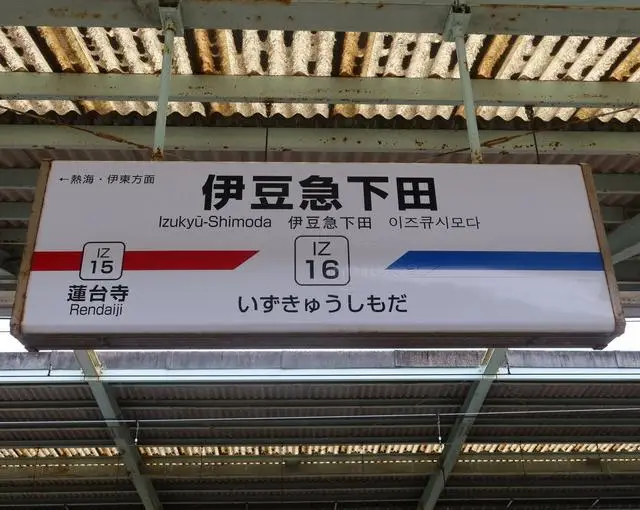 ←熱海・伊東方面
伊豆急下田
Izukyū-Shimoda 伊豆急下田 이즈큐시모다
IZ
15
IZ
16
蓮台寺
Rendaiji
いずきゅうしもだ